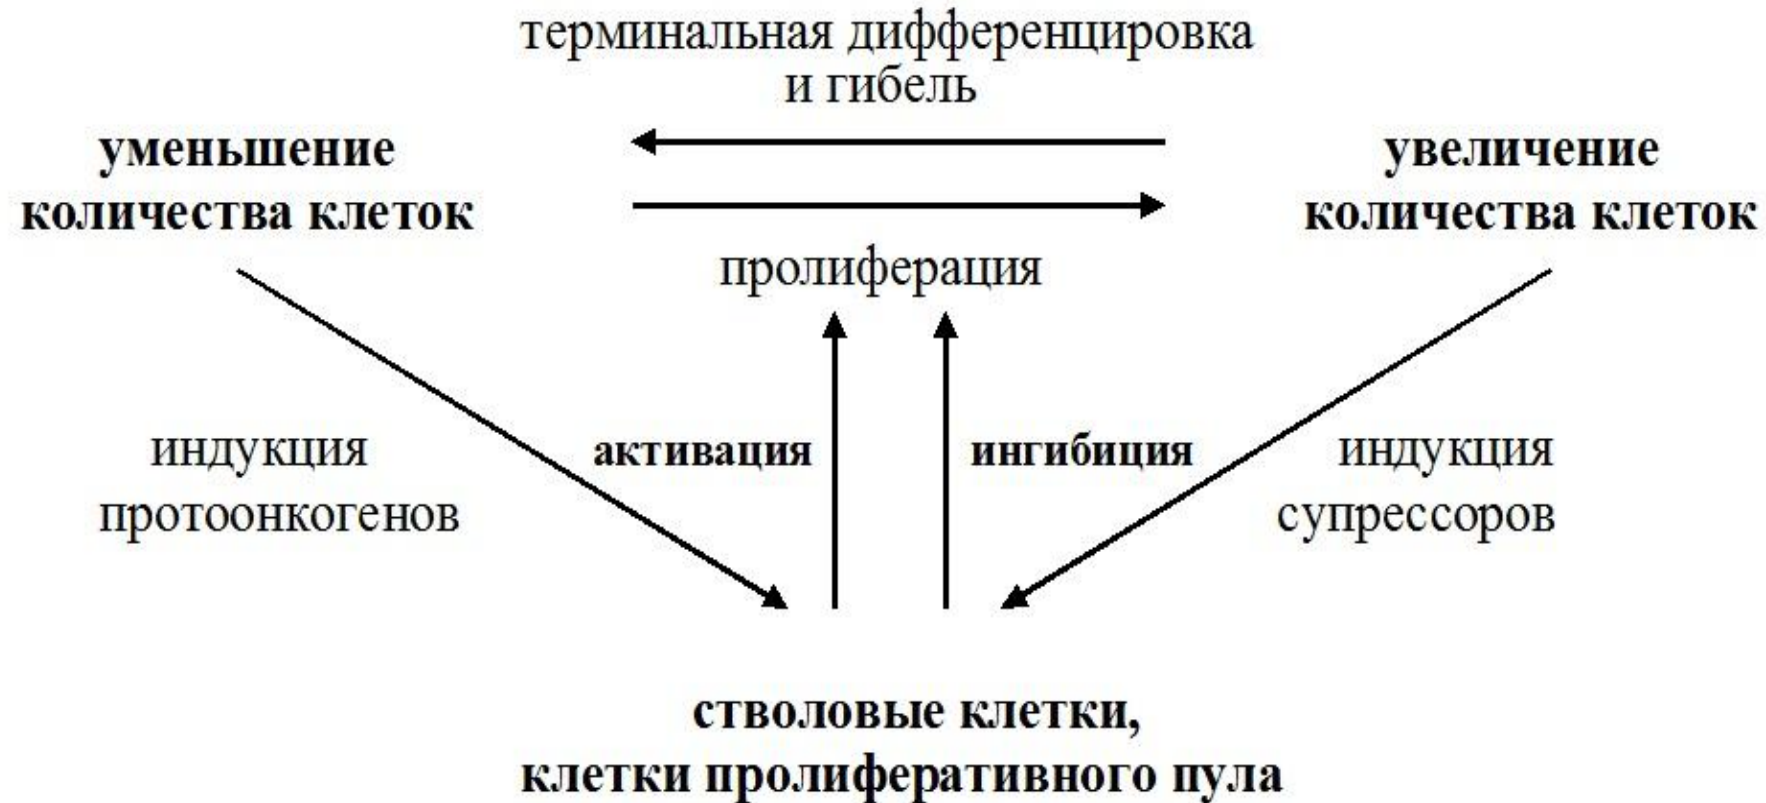 терминальная дифференцировка
и гибель
уменьшение
количества клеток
увеличение
количества клеток
пролиферация
индукция
протоонкогенов
активация
ингибиция
индукция
супрессоров
стволовые клетки,
клетки пролиферативного пула